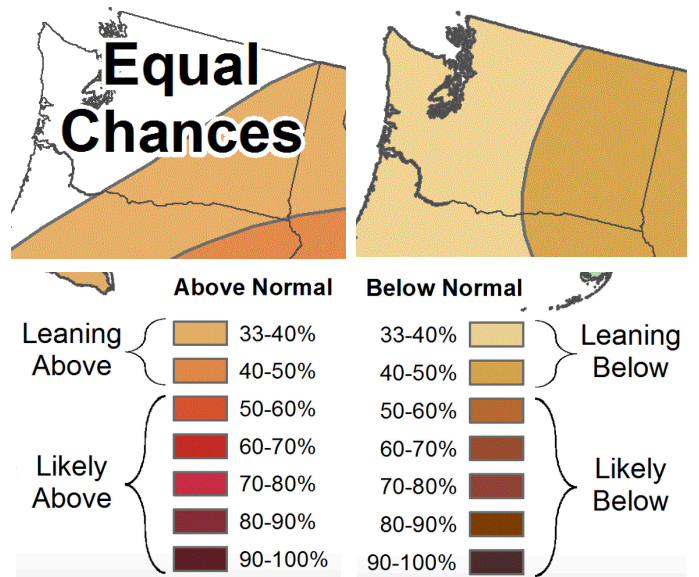 Equal
Chances
Above Normal
Leaning
Above
33-40%
40-50%
Likely
Above
50-60%
60-70%
70-80%
80-90%
90-100%
Below Normal
33-40%
40-50%
Leaning
Below
50-60%
60-70%
70-80%
80-90%
90-100%
Likely
Below